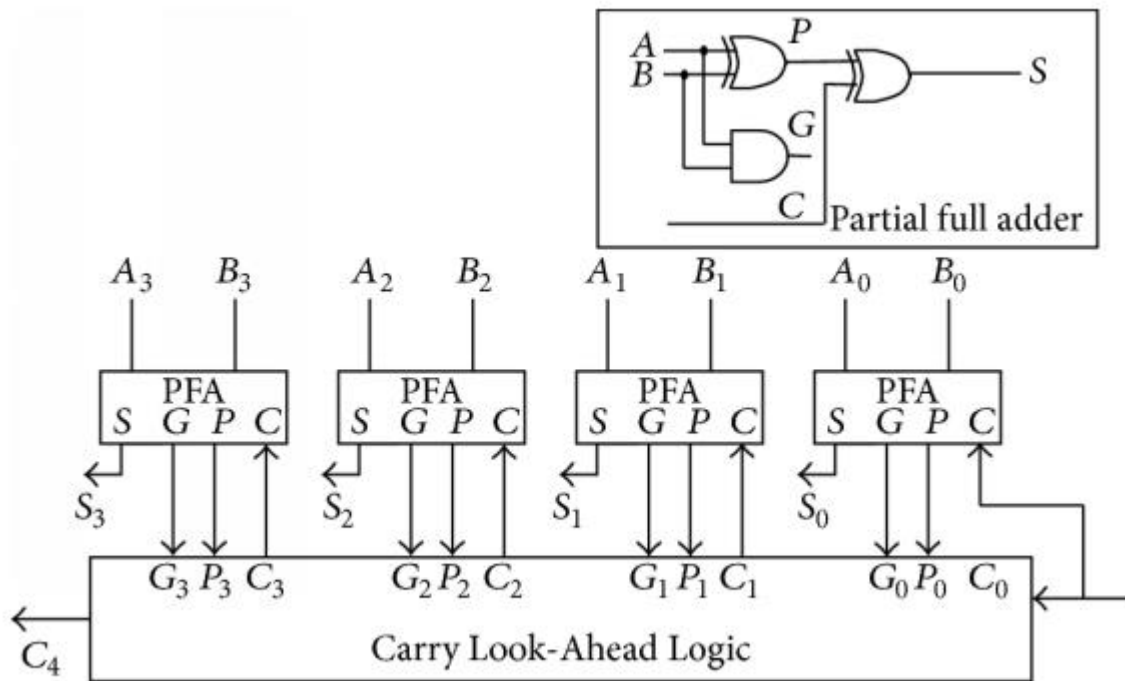 P
A
B
S
G
C
Partial full adder
A3 B3 A2 B2 A1 B1 A0 B0
PFA PFA PFA PFA
S G P C S G P C S G P C S G P C
S3 S2 S1 S0
G3 P3 C3 G2 P2 C2 G1 P1 C1 G0 P0 C0
C4
Carry Look-Ahead Logic